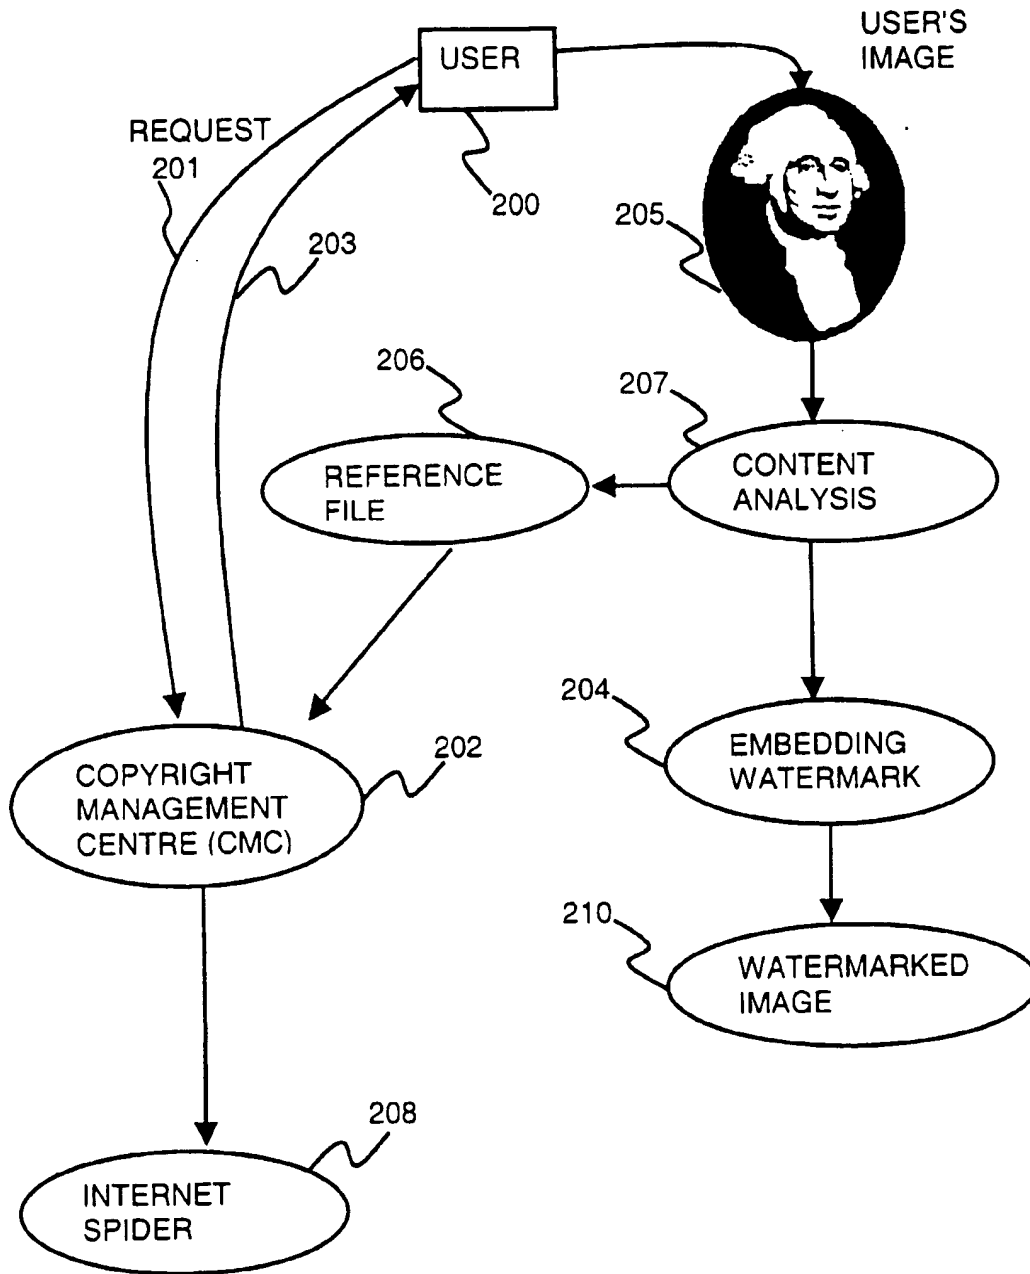 USER'S
IMAGE
USER
REQUEST
201
200
203
205
206
207
REFERENCE
FILE
CONTENT
ANALYSIS
204
202
EMBEDDING
WATERMARK
COPYRIGHT
MANAGEMENT
CENTRE (CMC)
210
WATERMARKED
IMAGE
208
INTERNET
SPIDER